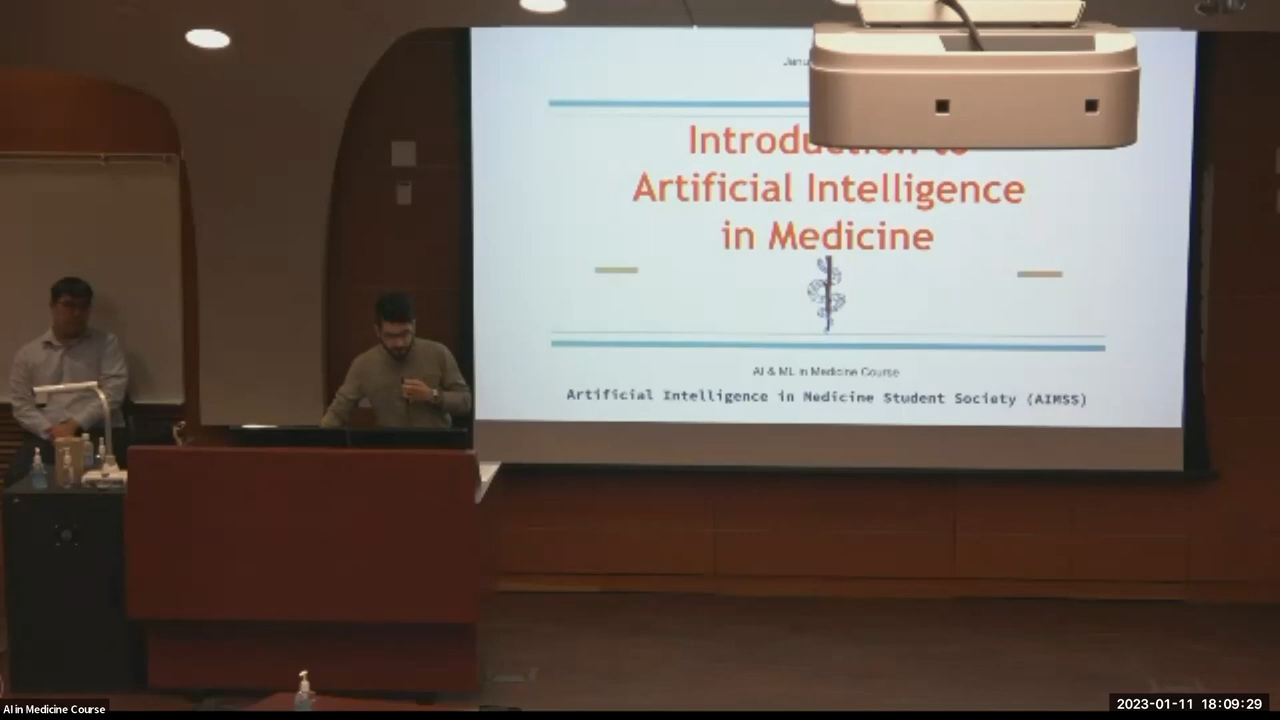 Introduction to
Artificial Intelligence
in Medicine
AI & ML in Medicine Course
Artificial Intelligence in Medicine Student Society (AIMSS)
AI in Medicine Course
2023-01-11 18:09:29